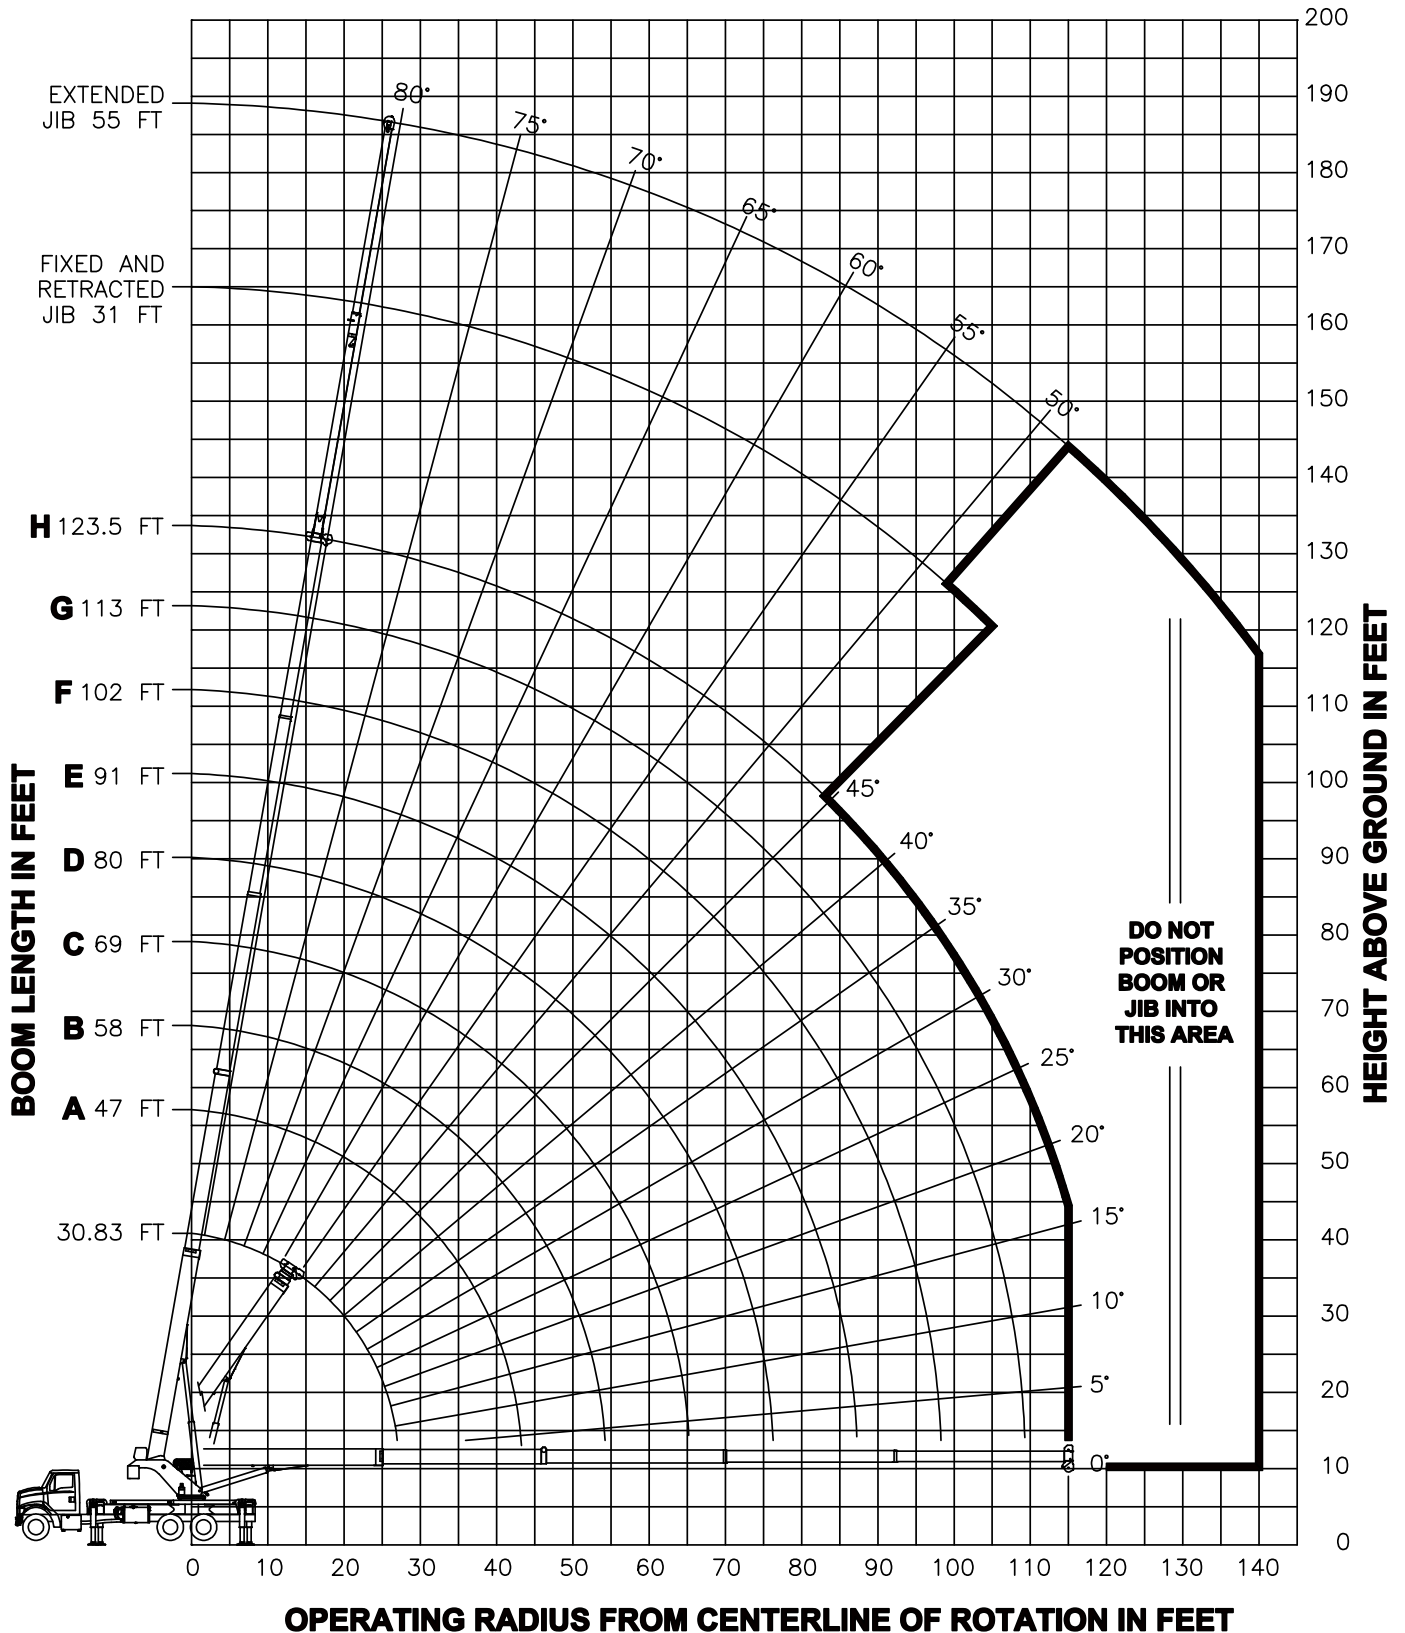 EXTENDED
JIB 55 FT
FIXED AND
RETRACTED
JIB 31 FT
H 123.5 FT
G 113 FT
F 102 FT
E 91 FT
D 80 FT
C 69 FT
B 58 FT
A 47 FT
30.83 FT
BOOM LENGTH IN FEET
80°
75°
70°
65°
60°
55°
50°
45°
40°
35°
30°
25°
20°
15°
10°
5°
0°
DO NOT
POSITION
BOOM OR
JIB INTO
THIS AREA
200
190
180
170
160
150
140
130
120
110
100
90
80
70
60
50
40
30
20
10
0
HEIGHT ABOVE GROUND IN FEET
0 10 20 30 40 50 60 70 80 90 100 110 120 130 140
OPERATING RADIUS FROM CENTERLINE OF ROTATION IN FEET